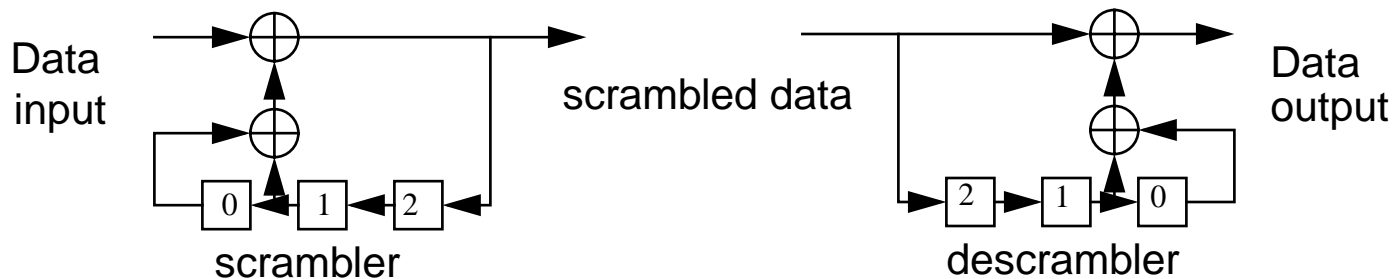 Data
input
0
1
2
scrambler
scrambled data
2
1
0
descrambler
Data
output